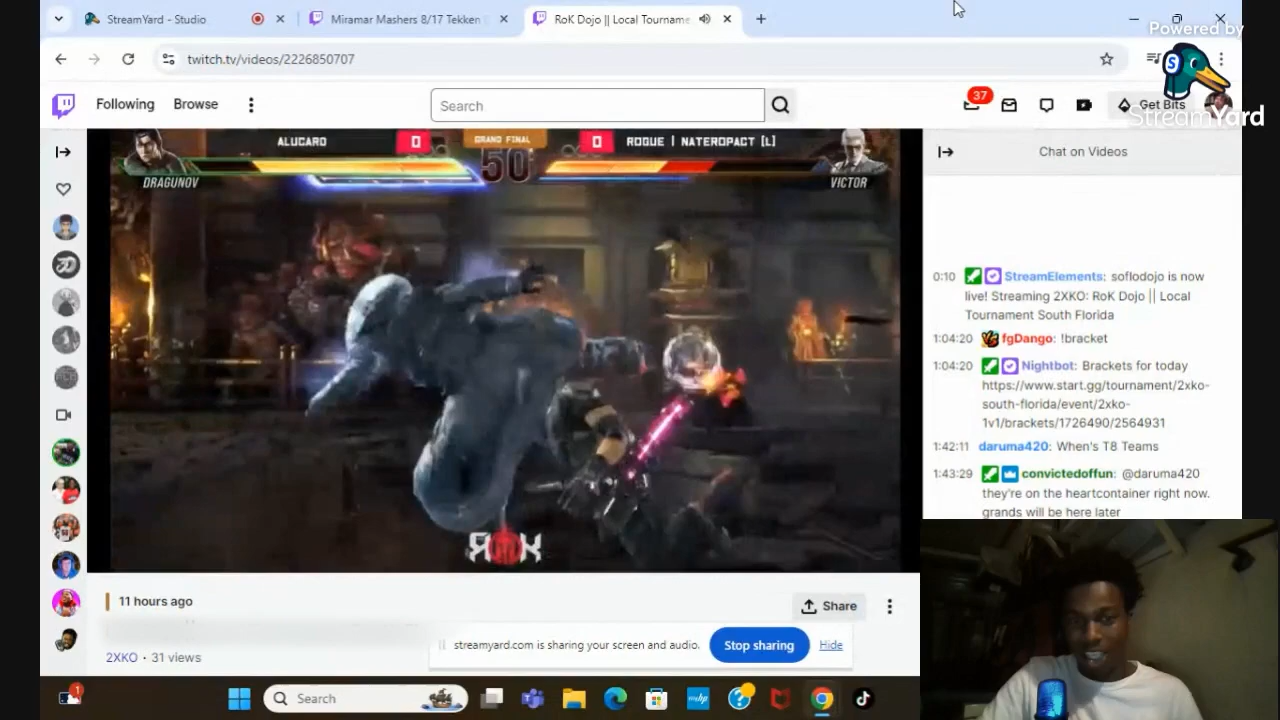 StreamYard - Studio
Miramar Mashers 8/17 Tekken
RoK Dojo || Local Tourname
Powered by
StreamYard
twitch.tv/videos/2226850707
Following
Browse
Search
37
Get Bits
ALUCARD
0
GRAND FINAL
50
0
ROGUE | NATEROPACT [L]
DRAGUNOV
VICTOR
Chat on Videos
0:10 StreamElements: soflodojo is now
live! Streaming 2XKO: RoK Dojo || Local
Tournament South Florida
1:04:20 fgDango: !bracket
1:04:20 Nightbot: Brackets for today
https://www.start.gg/tournament/2xko-
south-florida/event/2xko-
1v1/brackets/1726490/2564931
1:42:11 daruma420: When's T8 Teams
1:43:29 convictedoffun: @daruma420
they're on the heartcontainer right now.
grands will be here later
ROK
11 hours ago
Share
2XKO • 31 views
streamyard.com is sharing your screen and audio.
Stop sharing
Hide
1
Search